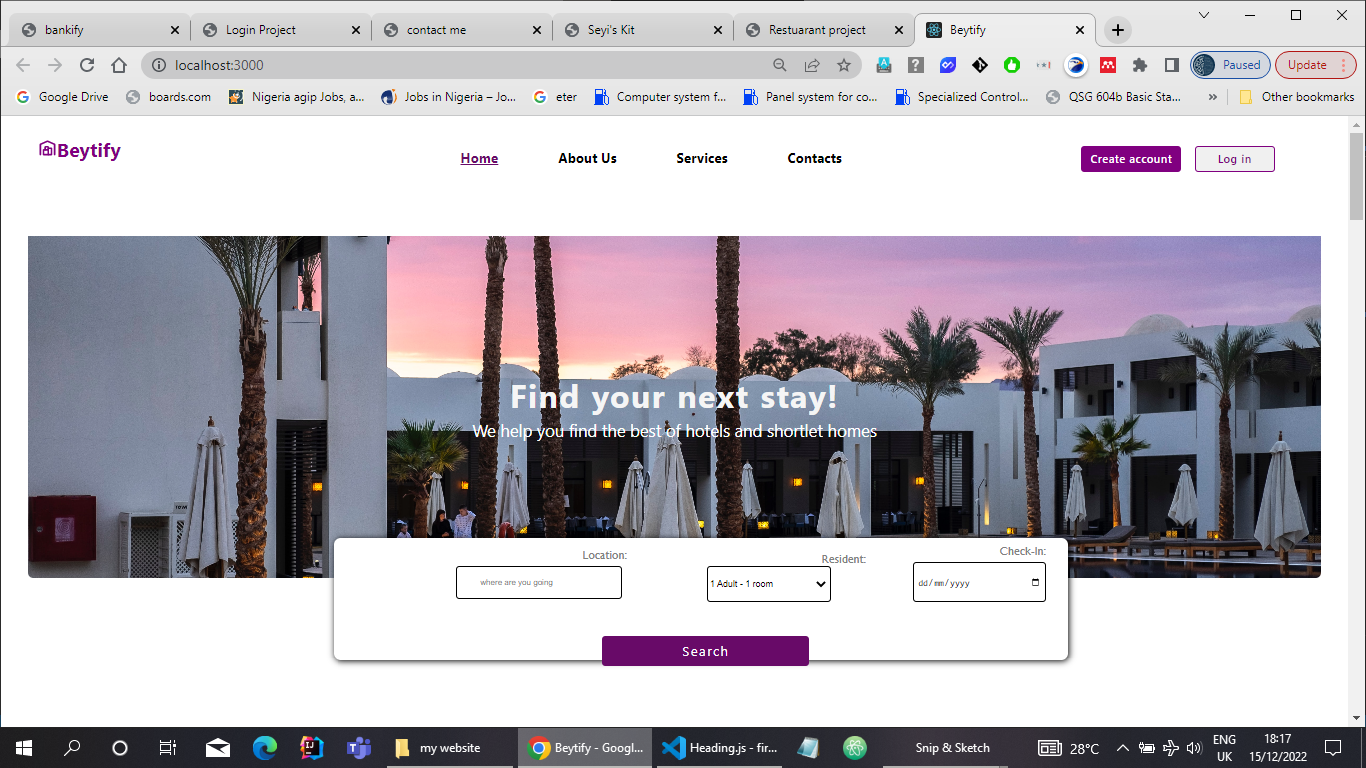 bankify
Login Project
contact me
Seyi's Kit
Restuarant project
Beytify
localhost:3000
Paused
Update
Google Drive
boards.com
Nigeria agip Jobs, a...
Jobs in Nigeria – Jo...
eter
Computer system f...
Panel system for co...
Specialized Control...
QSG 604b Basic Sta...
»
Other bookmarks
Beytify
Home
About Us
Services
Contacts
Create account
Log in
Find your next stay!
We help you find the best of hotels and shortlet homes
Location:
Resident:
Check-In:
where are you going
1 Adult - 1 room
dd/mm/yyyy
Search
my website
Beytify - Googl...
Heading.js - fir...
Snip & Sketch
28°C
ENG
UK
18:17
15/12/2022